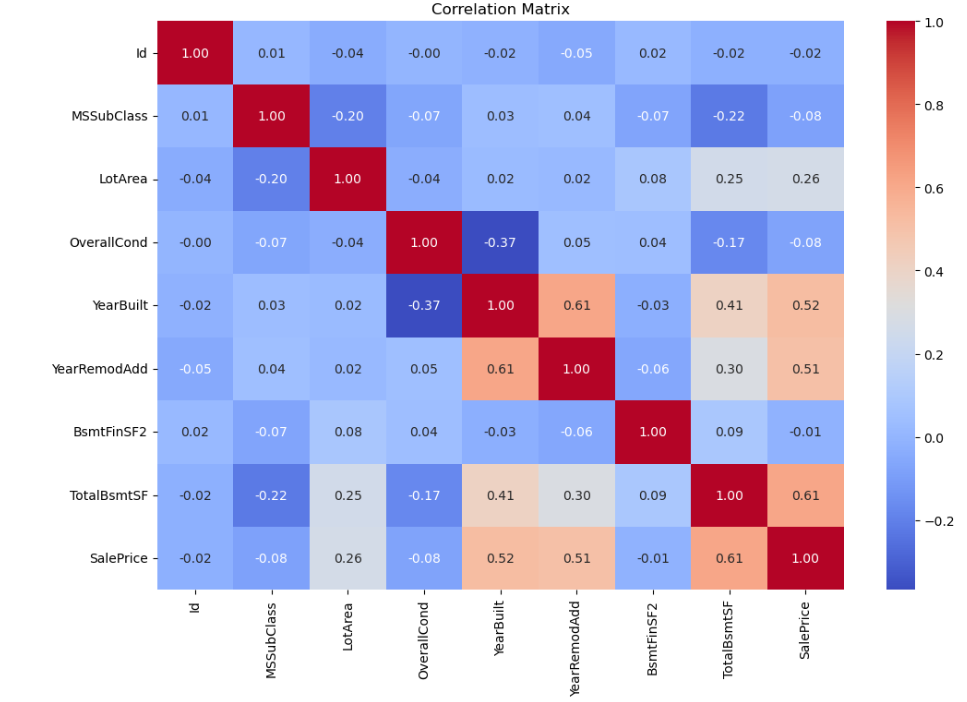 Correlation Matrix
Id 1.00 0.01 -0.04 -0.00 -0.02 -0.05 0.02 -0.02 -0.02
MSSubClass 0.01 1.00 -0.20 -0.07 0.03 0.04 -0.07 -0.22 -0.08
LotArea -0.04 -0.20 1.00 -0.04 0.02 0.02 0.08 0.25 0.26
OverallCond -0.00 -0.07 -0.04 1.00 -0.37 0.05 0.04 -0.17 -0.08
YearBuilt -0.02 0.03 0.02 -0.37 1.00 0.61 -0.03 0.41 0.52
YearRemodAdd -0.05 0.04 0.02 0.05 0.61 1.00 -0.06 0.30 0.51
BsmtFinSF2 0.02 -0.07 0.08 0.04 -0.03 -0.06 1.00 0.09 -0.01
TotalBsmtSF -0.02 -0.22 0.25 -0.17 0.41 0.30 0.09 1.00 0.61
SalePrice -0.02 -0.08 0.26 -0.08 0.52 0.51 -0.01 0.61 1.00
Id MSSubClass LotArea OverallCond YearBuilt YearRemodAdd BsmtFinSF2 TotalBsmtSF SalePrice
1.0
0.8
0.6
0.4
0.2
0.0
−0.2